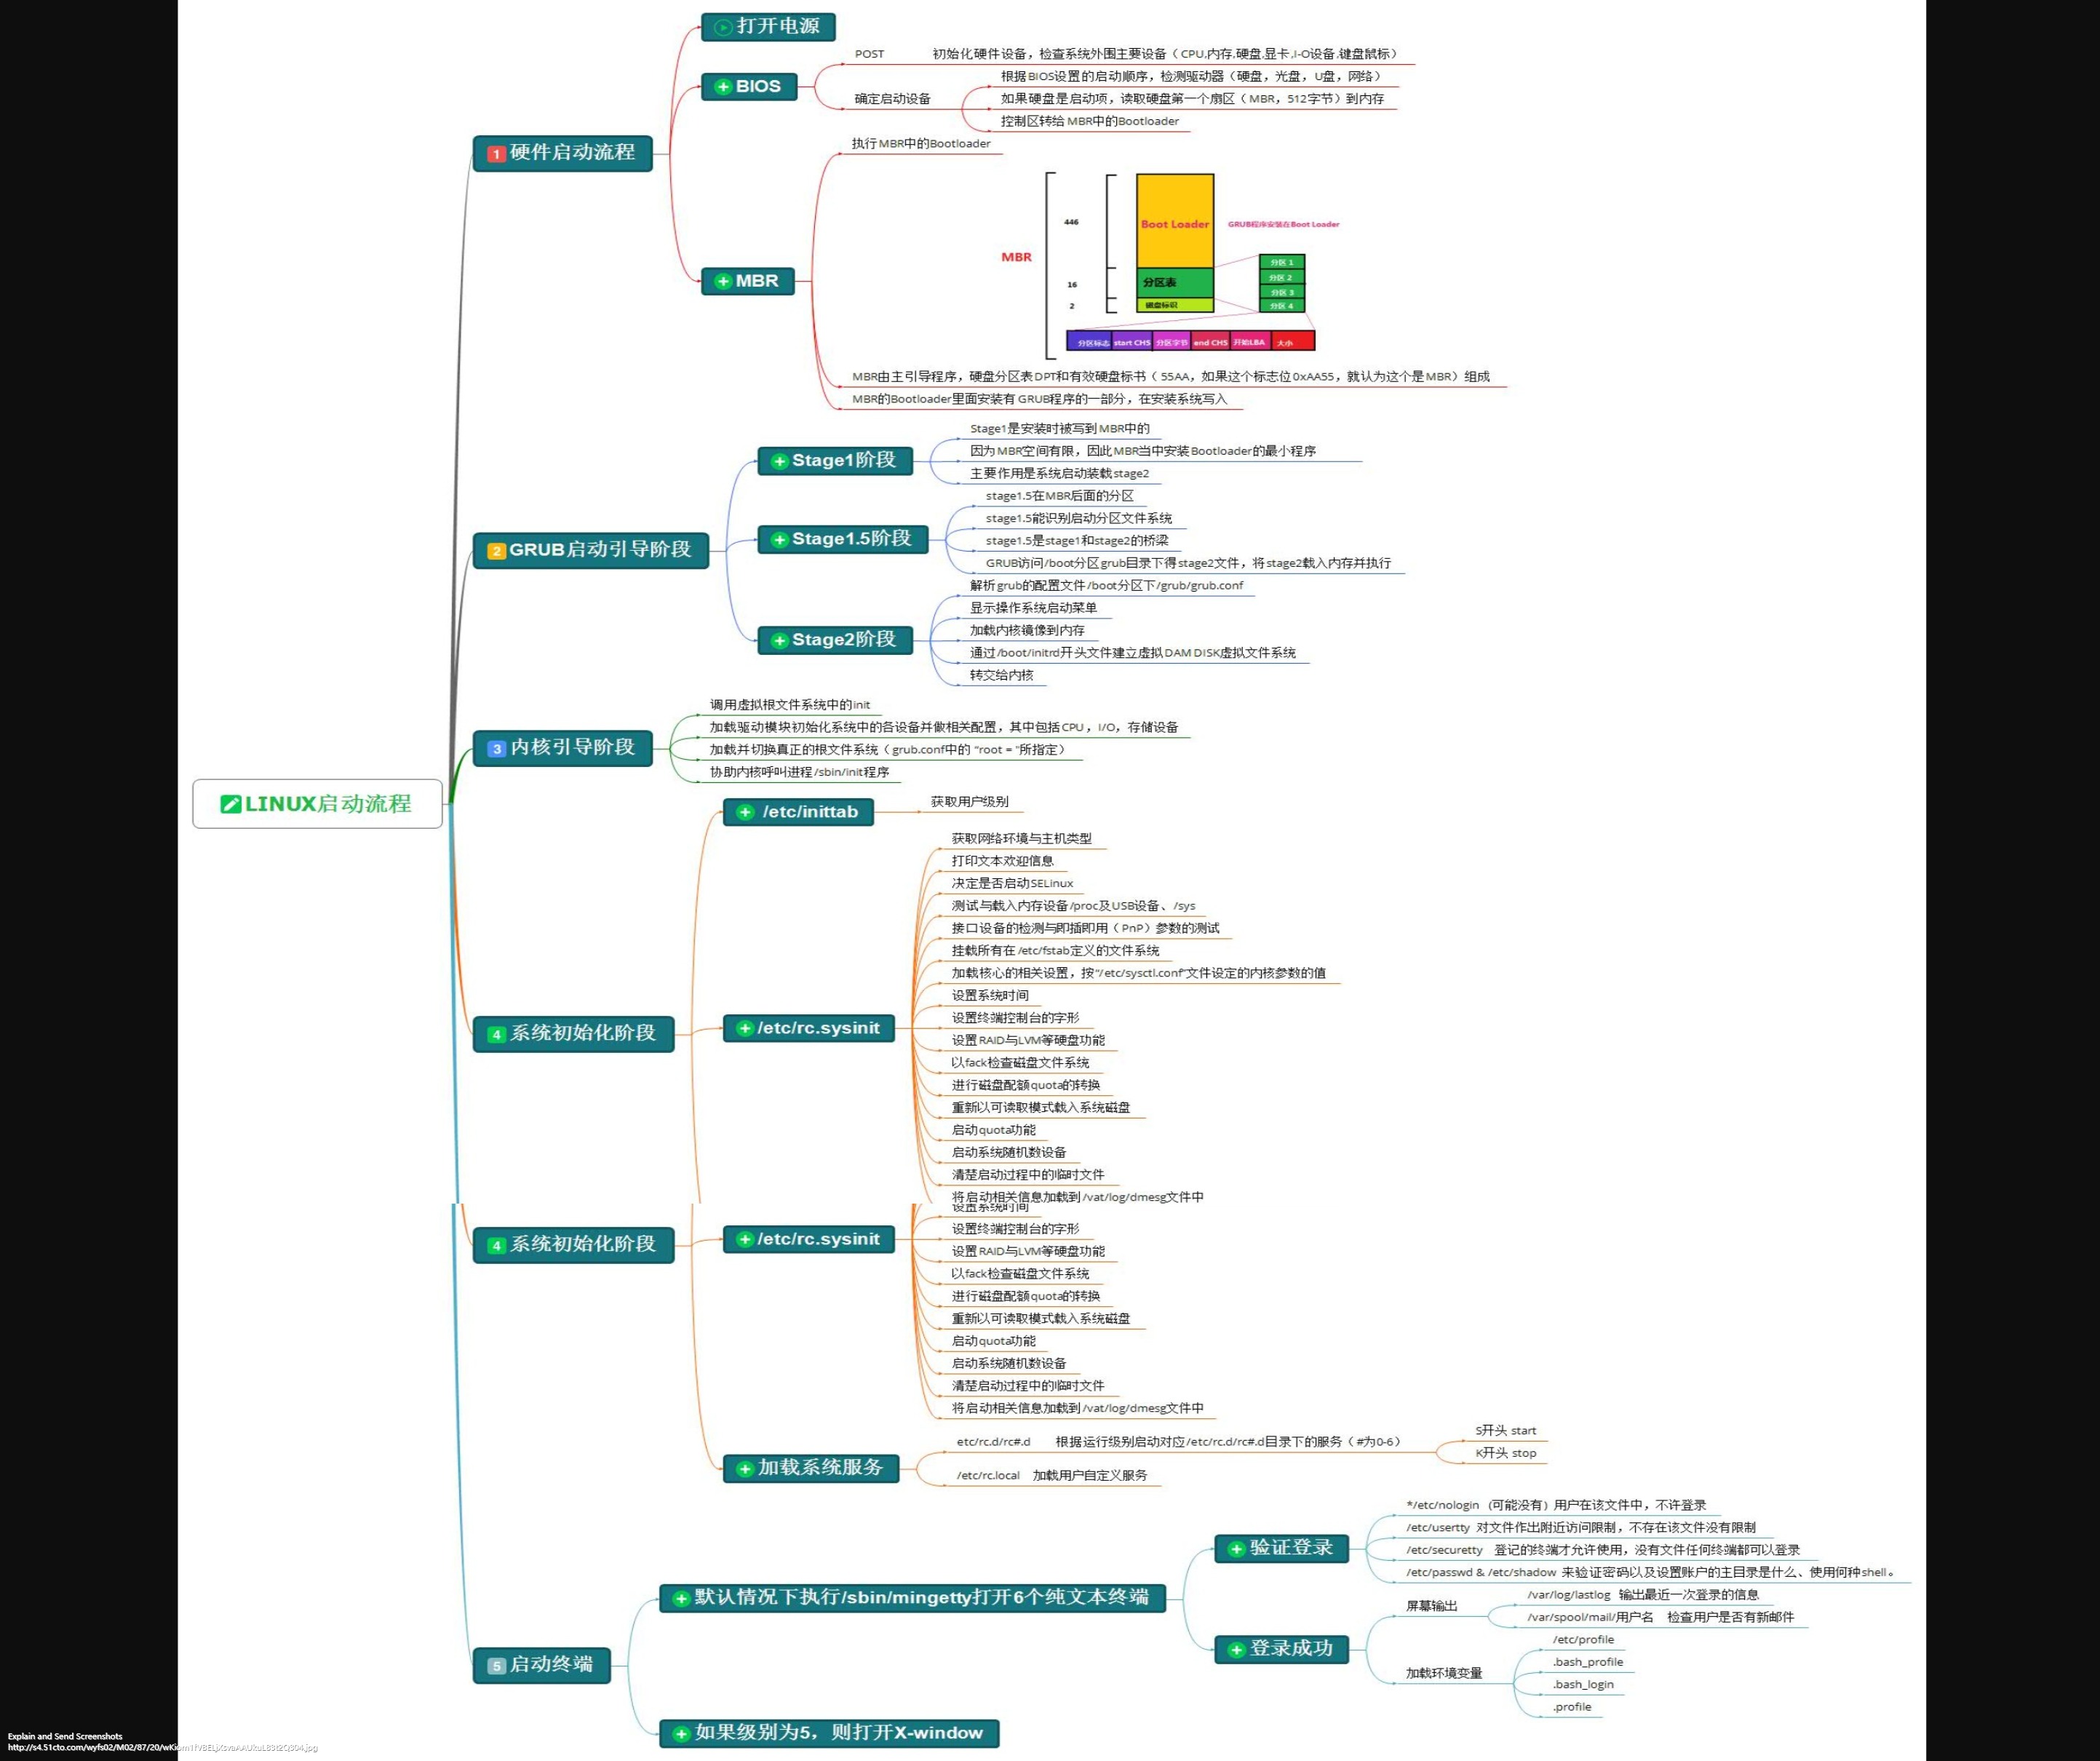 打开电源
BIOS
POST 初始化硬件设备，检查系统外围主要设备（CPU,内存,硬盘,显卡,I-O设备,键盘鼠标）
确定启动设备
根据BIOS设置的启动顺序，检测驱动器（硬盘，光盘，U盘，网络）
如果硬盘是启动项，读取硬盘第一个扇区（MBR，512字节）到内存
控制区转给MBR中的Bootloader
1 硬件启动流程
MBR
执行MBR中的Bootloader
MBR
446
16
2
Boot Loader
分区表
磁盘标识
GRUB程序安装在Boot Loader
分区 1
分区 2
分区 3
分区 4
分区标志 start CHS 分区字节 end CHS 开始LBA 大小
MBR由主引导程序，硬盘分区表DPT和有效硬盘标书（55AA，如果这个标志位0xAA55，就认为这个是MBR）组成
MBR的Bootloader里面安装有GRUB程序的一部分，在安装系统写入
2 GRUB启动引导阶段
Stage1阶段
Stage1是安装时被写到MBR中的
因为MBR空间有限，因此MBR当中安装Bootloader的最小程序
主要作用是系统启动装载stage2
Stage1.5阶段
stage1.5在MBR后面的分区
stage1.5能识别启动分区文件系统
stage1.5是stage1和stage2的桥梁
GRUB访问/boot分区grub目录下得stage2文件，将stage2载入内存并执行
Stage2阶段
解析grub的配置文件/boot分区下/grub/grub.conf
显示操作系统启动菜单
加载内核镜像到内存
通过/boot/initrd开头文件建立虚拟DAM DISK虚拟文件系统
转交给内核
3 内核引导阶段
调用虚拟根文件系统中的init
加载驱动模块初始化系统中的各设备并做相关配置，其中包括CPU，I/O，存储设备
加载并切换真正的根文件系统（grub.conf中的 "root = "所指定）
协助内核呼叫进程/sbin/init程序
LINUX启动流程
/etc/inittab
获取用户级别
4 系统初始化阶段
/etc/rc.sysinit
获取网络环境与主机类型
打印文本欢迎信息
决定是否启动SELinux
测试与载入内存设备/proc及USB设备、/sys
接口设备的检测与即插即用（PnP）参数的测试
挂载所有在/etc/fstab定义的文件系统
加载核心的相关设置，按"/etc/sysctl.conf"文件设定的内核参数的值
设置系统时间
设置终端控制台的字形
设置RAID与LVM等硬盘功能
以fack检查磁盘文件系统
进行磁盘配额quota的转换
重新以可读取模式载入系统磁盘
启动quota功能
启动系统随机数设备
清楚启动过程中的临时文件
将启动相关信息加载到/vat/log/dmesg文件中
设置系统时间
4 系统初始化阶段
/etc/rc.sysinit
设置终端控制台的字形
设置RAID与LVM等硬盘功能
以fack检查磁盘文件系统
进行磁盘配额quota的转换
重新以可读取模式载入系统磁盘
启动quota功能
启动系统随机数设备
清楚启动过程中的临时文件
将启动相关信息加载到/vat/log/dmesg文件中
加载系统服务
etc/rc.d/rc#.d 根据运行级别启动对应/etc/rc.d/rc#.d目录下的服务（#为0-6）
S开头 start
K开头 stop
/etc/rc.local 加载用户自定义服务
5 启动终端
默认情况下执行/sbin/mingetty打开6个纯文本终端
验证登录
*/etc/nologin （可能没有）用户在该文件中，不许登录
/etc/usertty 对文件作出附近访问限制，不存在该文件没有限制
/etc/securetty 登记的终端才允许使用，没有文件任何终端都可以登录
/etc/passwd & /etc/shadow 来验证密码以及设置账户的主目录是什么、使用何种shell。
登录成功
屏幕输出
/var/log/lastlog 输出最近一次登录的信息
/var/spool/mail/用户名 检查用户是否有新邮件
加载环境变量
/etc/profile
.bash_profile
.bash_login
.profile
如果级别为5，则打开X-window
Explain and Send Screenshots